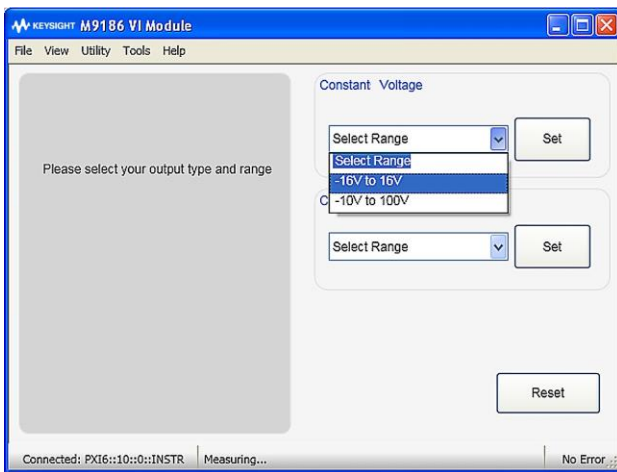 KEYSIGHT M9186 VI Module
File View Utility Tools Help
Please select your output type and range
Constant Voltage
Select Range
Set
Select Range
-16V to 16V
-10V to 100V
C
Select Range
Set
Reset
Connected: PXI6::10::0::INSTR
Measuring...
No Error